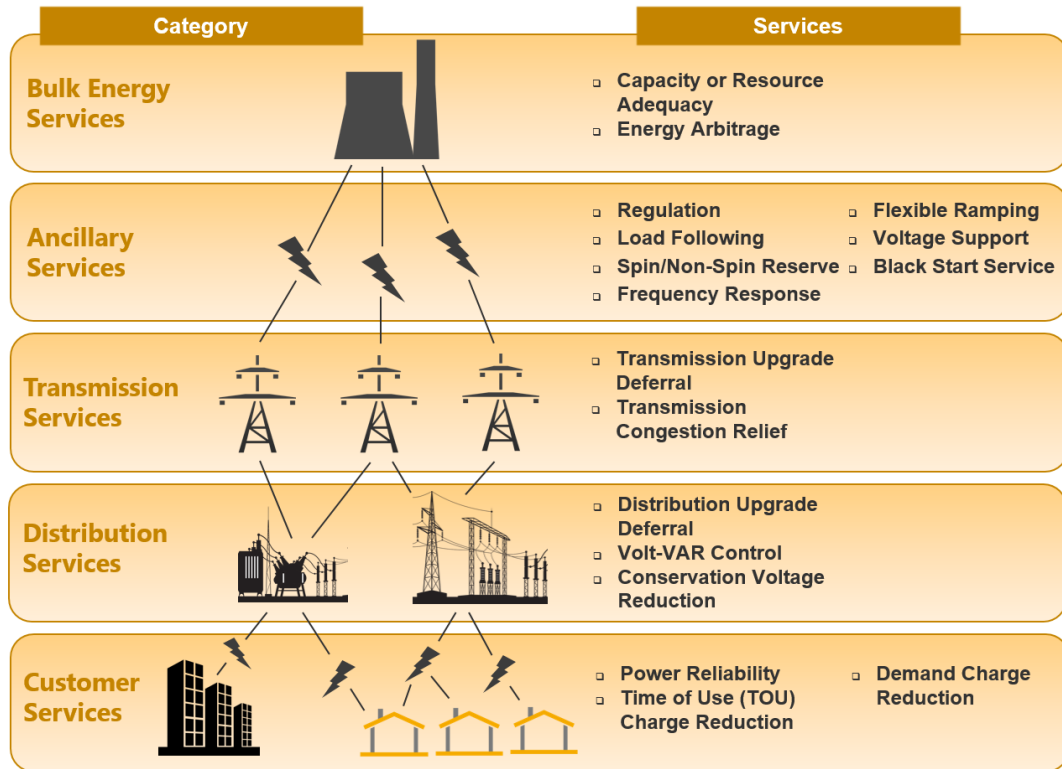 Category
Services
Bulk Energy
Services
Capacity or Resource
Adequacy
Energy Arbitrage
Ancillary
Services
Regulation
Load Following
Spin/Non-Spin Reserve
Frequency Response
Flexible Ramping
Voltage Support
Black Start Service
Transmission
Services
Transmission Upgrade
Deferral
Transmission
Congestion Relief
Distribution
Services
Distribution Upgrade
Deferral
Volt-VAR Control
Conservation Voltage
Reduction
Customer
Services
Power Reliability
Time of Use (TOU)
Charge Reduction
Demand Charge
Reduction